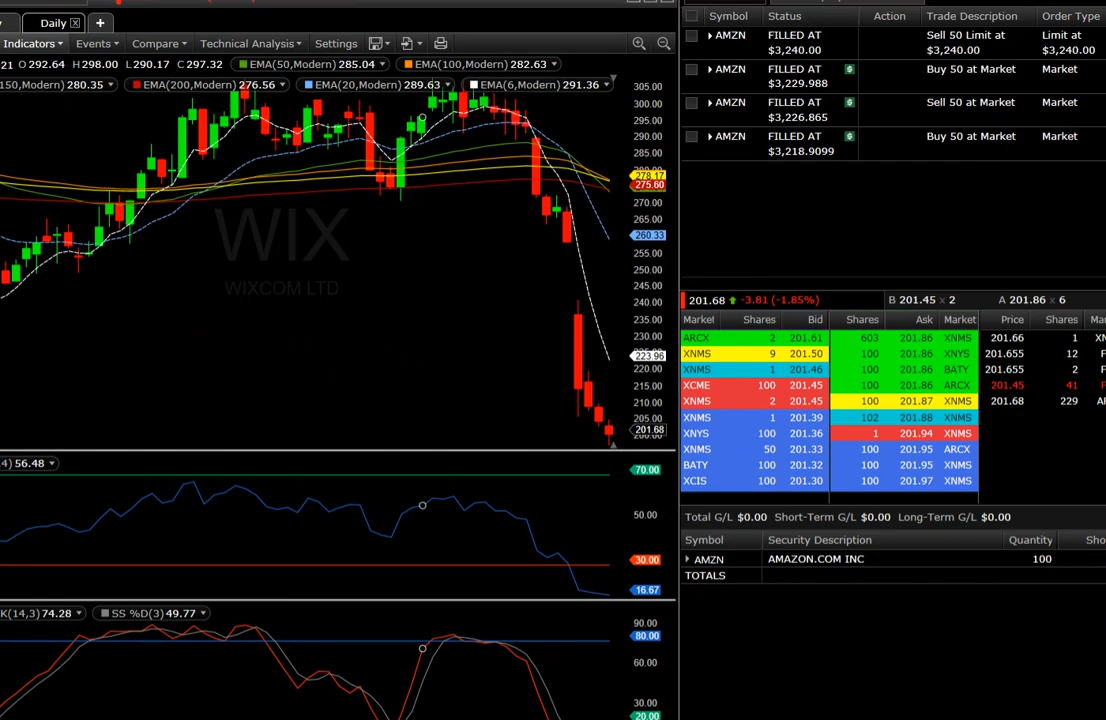 Daily
Indicators Events Compare Technical Analysis Settings
21 O 292.64 H 298.00 L 290.17 C 297.32 EMA(50,Modern) 285.04 EMA(100,Modern) 282.63
150,Modern) 280.35 EMA(200,Modern) 276.56 EMA(20,Modern) 289.63 EMA(6,Modern) 291.36
305.00
300.00
295.00
290.00
285.00
278.17
275.60
270.00
265.00
260.33
255.00
250.00
245.00
240.00
235.00
230.00
223.96
220.00
215.00
210.00
205.00
201.68
WIX
WIXCOM LTD
4) 56.48
70.00
50.00
30.00
16.67
K(14,3) 74.28 SS %D(3) 49.77
90.00
80.00
60.00
30.00
20.00
Symbol Status Action Trade Description Order Type
AMZN FILLED AT $3,240.00 Sell 50 Limit at $3,240.00 Limit
AMZN FILLED AT $3,229.988 Buy 50 at Market Market
AMZN FILLED AT $3,226.865 Sell 50 at Market Market
AMZN FILLED AT $3,218.9099 Buy 50 at Market Market
201.68 -3.81 (-1.85%) B 201.45 x 2 A 201.86 x 6
Market Shares Bid Shares Ask Market Price Shares Ma
ARCX 2 201.61 603 201.86 XNMS 201.66 1 XN
XNMS 9 201.50 100 201.86 XNYS 201.655 12 F
XNMS 1 201.46 100 201.86 BATY 201.655 2 F
XCME 100 201.45 100 201.86 ARCX 201.45 41 F
XNMS 2 201.45 100 201.87 XNMS 201.68 229 AR
XNMS 1 201.39 102 201.88 XNMS
XNYS 100 201.36 1 201.94 XNMS
XNMS 50 201.33 100 201.95 ARCX
BATY 100 201.32 100 201.95 XNMS
XCIS 100 201.30 100 201.97 XNMS
Total G/L $0.00 Short-Term G/L $0.00 Long-Term G/L $0.00
Symbol Security Description Quantity Sho
AMZN AMAZON.COM INC 100
TOTALS